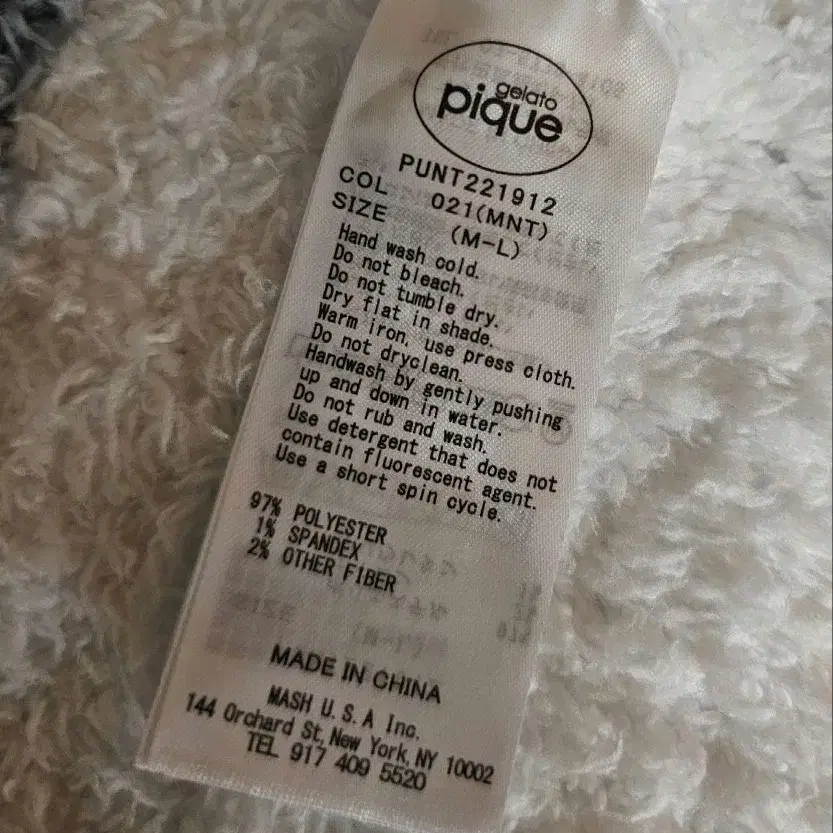 gelato
pique
PUNT221912
COL 021(MNT)
SIZE (M-L)
Hand wash cold.
Do not bleach.
Do not tumble dry.
Dry flat in shade.
Warm iron, use press cloth.
Do not dryclean.
Handwash by gently pushing
up and down in water.
Do not rub and wash.
Use detergent that does not
contain fluorescent agent.
Use a short spin cycle.
97% POLYESTER
1% SPANDEX
2% OTHER FIBER
MADE IN CHINA
MASH U.S.A Inc.
144 Orchard St, New York, NY 10002
TEL 917 409 5520